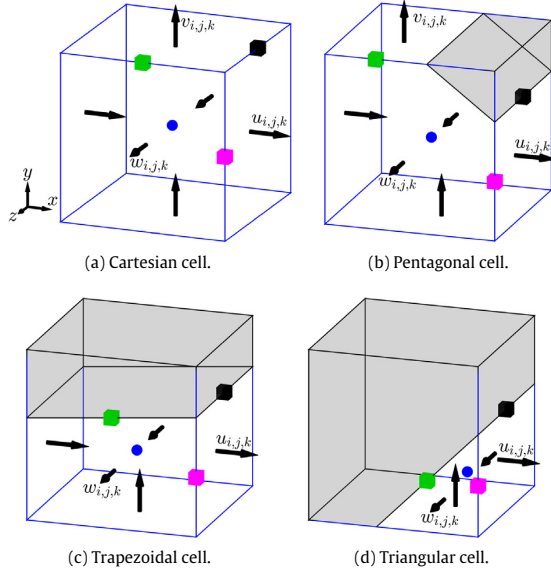 v_{i,j,k}
u_{i,j,k}
w_{i,j,k}
y
x
z
(a) Cartesian cell.
v_{i,j,k}
u_{i,j,k}
w_{i,j,k}
(b) Pentagonal cell.
u_{i,j,k}
w_{i,j,k}
(c) Trapezoidal cell.
u_{i,j,k}
w_{i,j,k}
(d) Triangular cell.